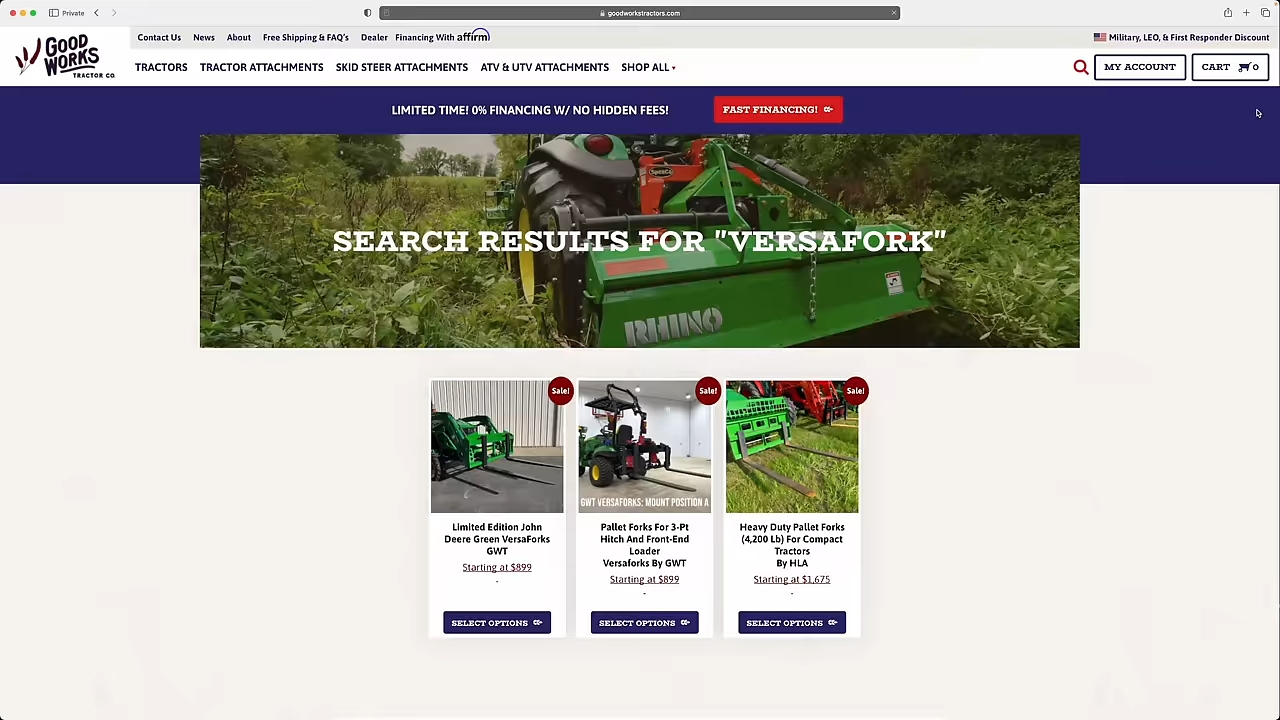 Private
goodworkstractors.com
GOOD
WORKS
TRACTOR CO.
Contact Us News About Free Shipping & FAQ's Dealer Financing With affirm
Military, LEO, & First Responder Discount
TRACTORS TRACTOR ATTACHMENTS SKID STEER ATTACHMENTS ATV & UTV ATTACHMENTS SHOP ALL
MY ACCOUNT
CART 0
LIMITED TIME! 0% FINANCING W/ NO HIDDEN FEES!
FAST FINANCING!
SEARCH RESULTS FOR "VERSAFORK"
RHINO
Sale!
Limited Edition John
Deere Green VersaForks
GWT
Starting at $899
-
SELECT OPTIONS
Sale!
GWT VERSAFORKS: MOUNT POSITION A
Pallet Forks For 3-Pt
Hitch And Front-End
Loader
Versaforks By GWT
Starting at $899
-
SELECT OPTIONS
Sale!
Heavy Duty Pallet Forks
(4,200 Lb) For Compact
Tractors
By HLA
Starting at $1,675
-
SELECT OPTIONS